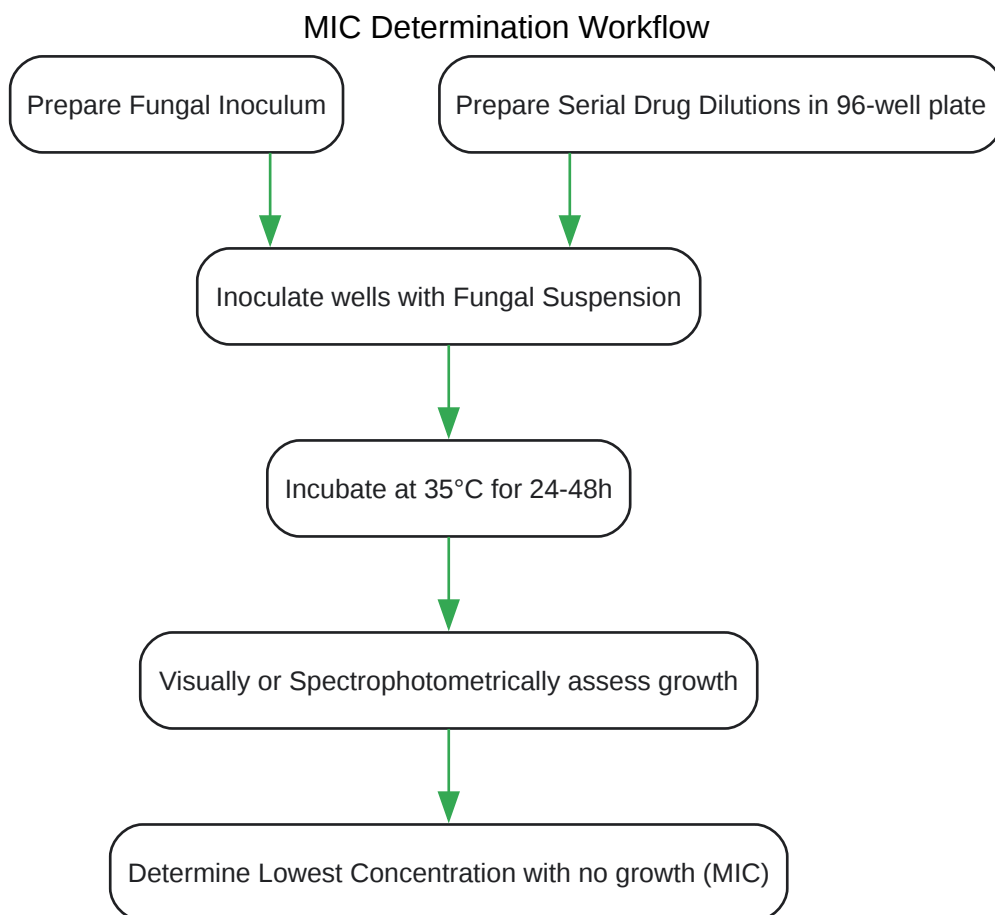 MIC Determination Workflow
Prepare Fungal Inoculum
Prepare Serial Drug Dilutions in 96-well plate
Inoculate wells with Fungal Suspension
Incubate at 35°C for 24-48h
Visually or Spectrophotometrically assess growth
Determine Lowest Concentration with no growth (MIC)